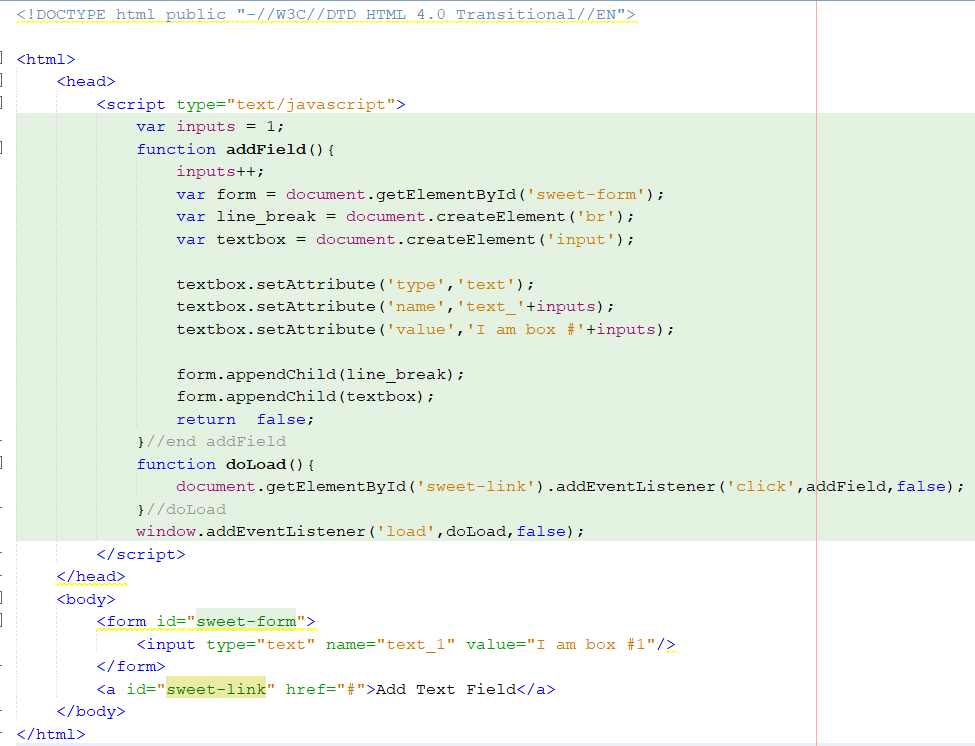 <!DOCTYPE html public "-//W3C//DTD HTML 4.0 Transitional//EN">
<html>
<head>
<script type="text/javascript">
var inputs = 1;
function addField(){
inputs++;
var form = document.getElementById('sweet-form');
var line_break = document.createElement('br');
var textbox = document.createElement('input');
textbox.setAttribute('type','text');
textbox.setAttribute('name','text_'+inputs);
textbox.setAttribute('value','I am box #'+inputs);
form.appendChild(line_break);
form.appendChild(textbox);
return  false;
}//end addField
function doLoad(){
document.getElementById('sweet-link').addEventListener('click',addField,false);
}//doLoad
window.addEventListener('load',doLoad,false);
</script>
</head>
<body>
<form id="sweet-form">
<input type="text" name="text_1" value="I am box #1"/>
</form>
<a id="sweet-link" href="#">Add Text Field</a>
</body>
</html>